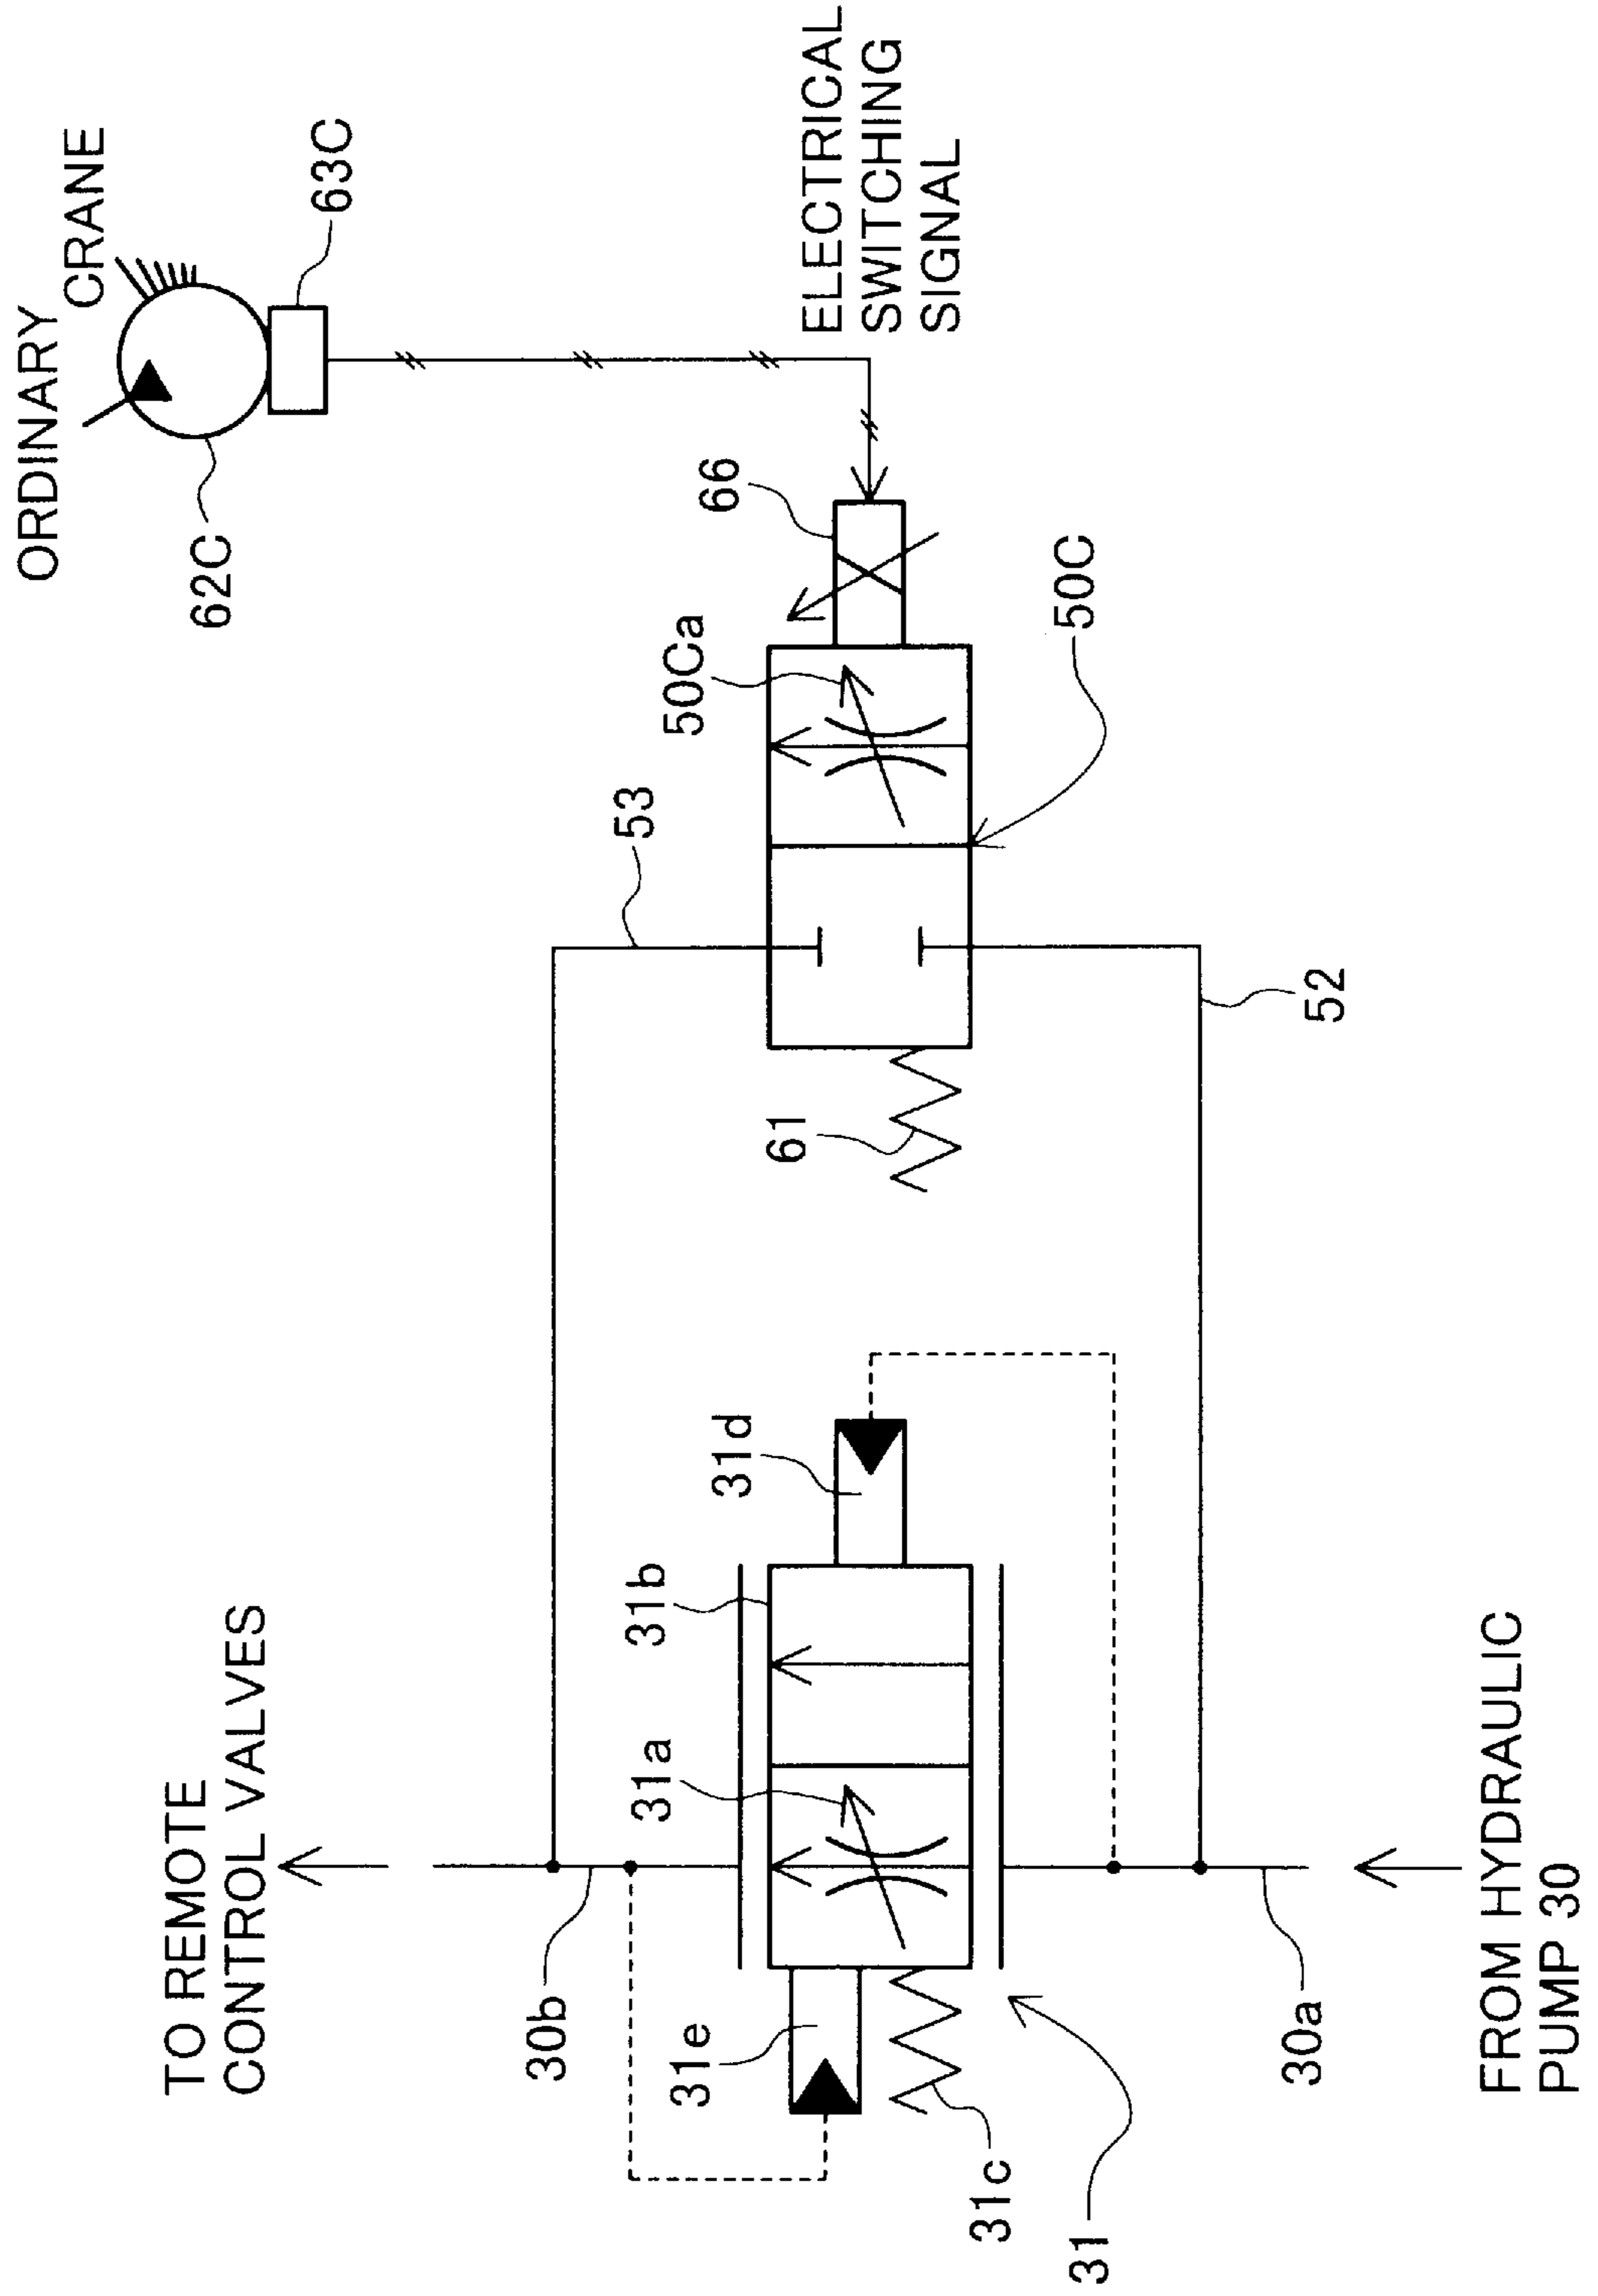 ORDINARY
CRANE
62C
63C
ELECTRICAL
SWITCHING
SIGNAL
66
50Ca
50C
53
52
61
TO REMOTE
CONTROL VALVES
30b
31b
31d
31a
31e
31c
31
30a
FROM HYDRAULIC
PUMP 30